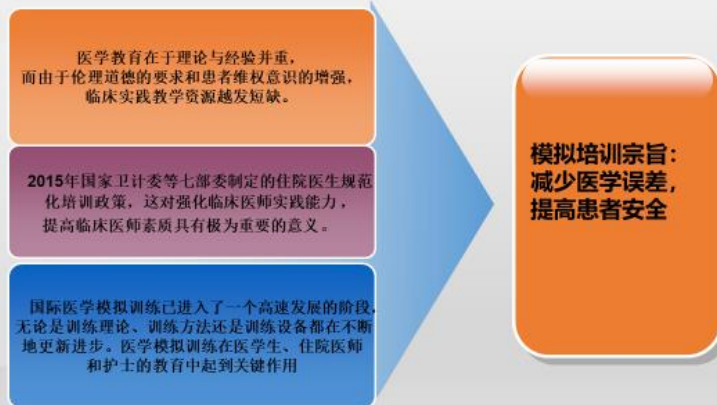 医学教育在于理论与经验并重，
而由于伦理道德的要求和患者维权意识的增强，
临床实践教学资源越发短缺。
2015年国家卫计委等七部委制定的住院医生规范
化培训政策，这对强化临床医师实践能力，
提高临床医师素质具有极为重要的意义。
国际医学模拟训练已进入了一个高速发展的阶段，
无论是训练理论、训练方法还是训练设备都在不断
地更新进步。医学模拟训练在医学生、住院医师
和护士的教育中起到关键作用
模拟培训宗旨：
减少医学误差，
提高患者安全